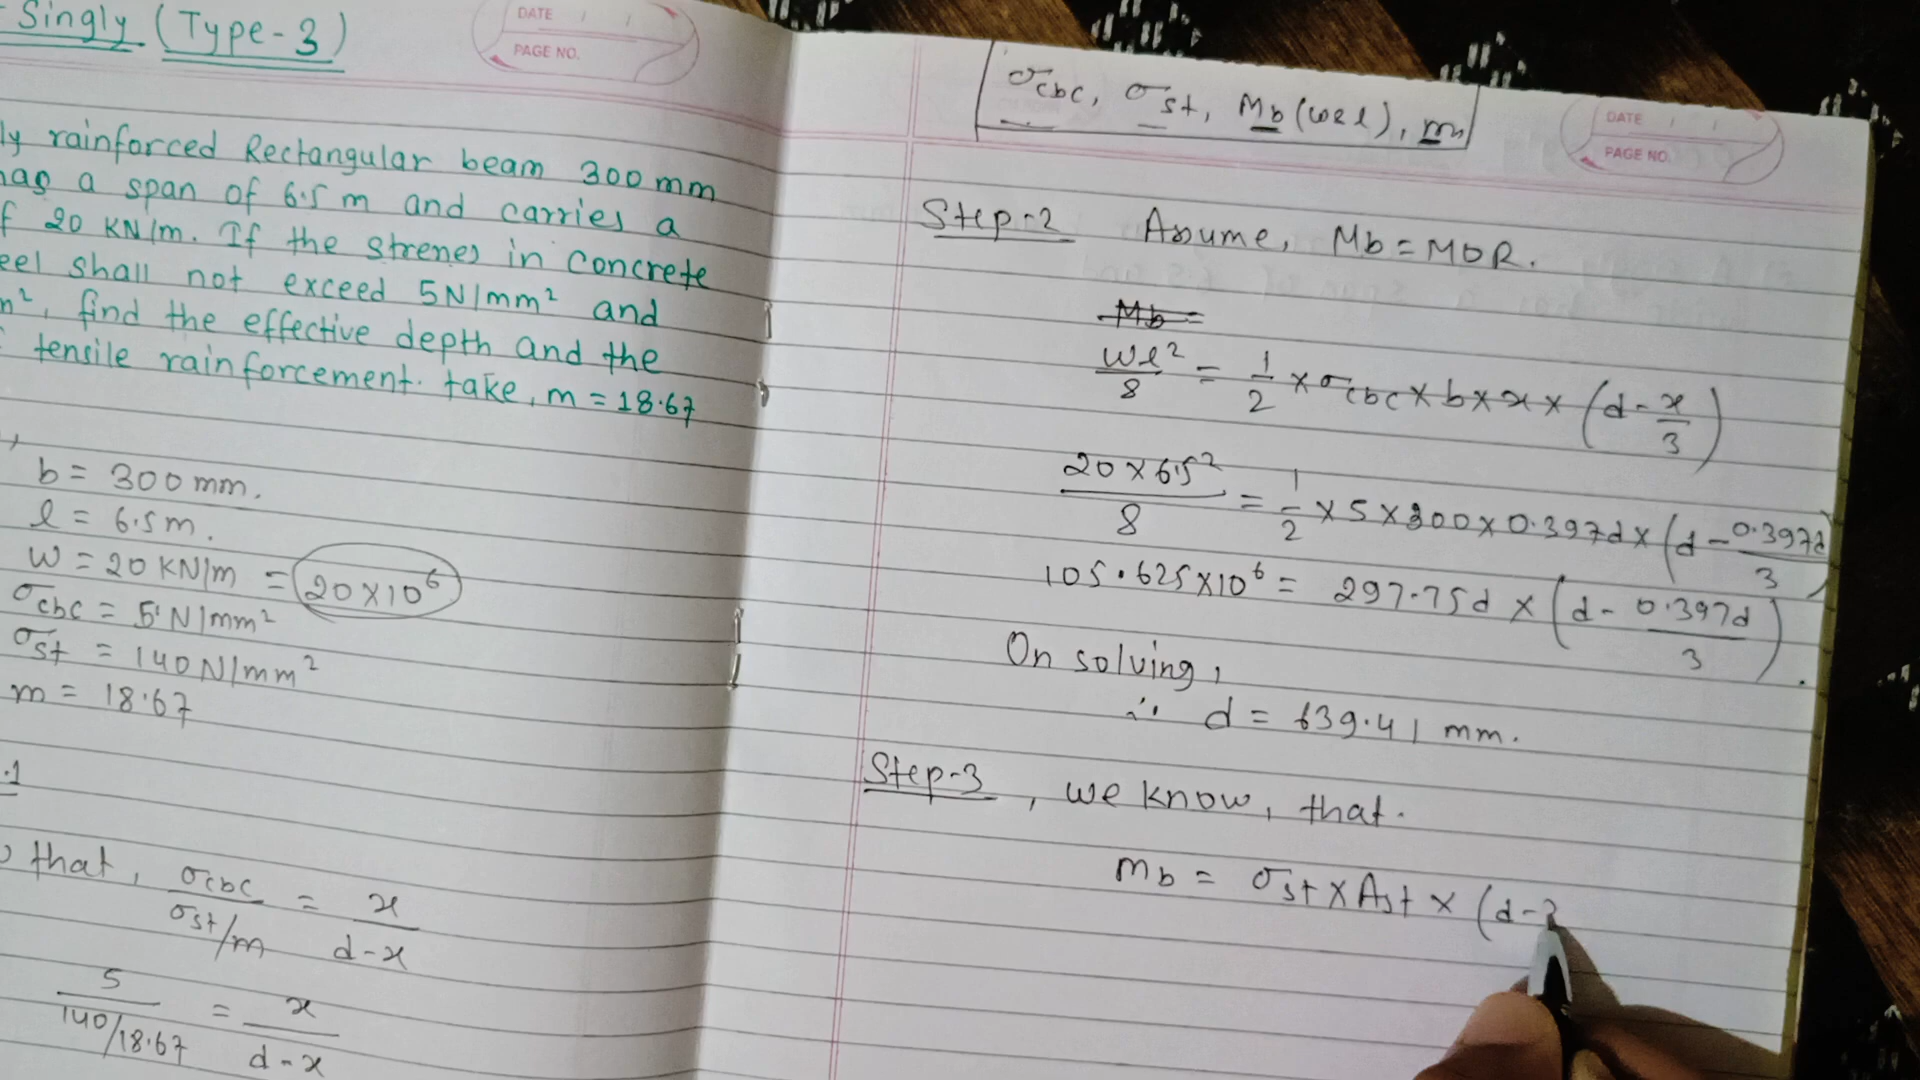 Singly (Type-3)
DATE
PAGE NO.
ly rainforced Rectangular beam 300 mm
has a span of 6.5 m and carries a
f 20 KN/m. If the strenes in concrete
eel shall not exceed 5N/mm² and
m², find the effective depth and the
tensile rainforcement. take, m = 18.67
b = 300 mm.
l = 6.5 m.
W = 20 KN/m = 20×10⁶
σcbc = 5 N/mm²
σst = 140 N/mm²
m = 18.67
.1
that, σcbc/(σst/m) = x/(d-x)
5/(140/18.67) = x/(d-x)
σcbc, σst, Mb (w&l), m
DATE
PAGE NO.
Step-2 Assume, Mb = MOR.
Mb =
Wl²/8 = 1/2 × σcbc × b × x × (d - x/3)
20×6.5²/8 = 1/2 × 5 × 300 × 0.397d × (d - 0.397d/3)
105.625×10⁶ = 297.75d × (d - 0.397d/3).
On solving,
∴ d = 639.41 mm.
Step-3, we know, that.
Mb = σst × Ast × (d-